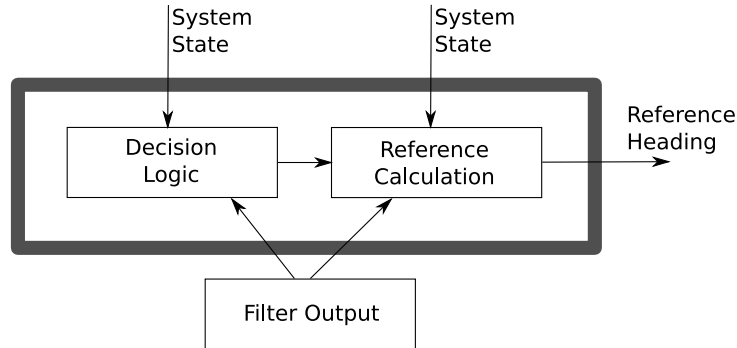 System
State
System
State
Reference
Heading
Decision
Logic
Reference
Calculation
Filter Output